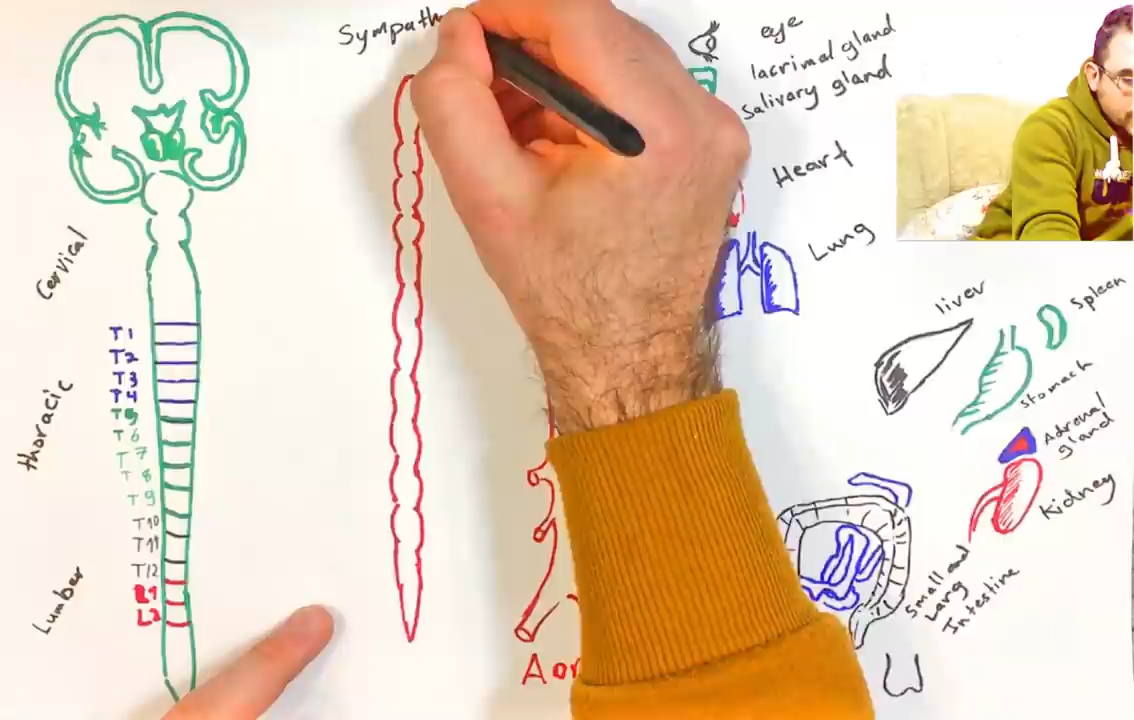 Sympath
eye
lacrimal gland
Salivary gland
Heart
Lung
Cervical
thoracic
Lumber
T1
T2
T3
T4
T5
T6
T7
T8
T9
T10
T11
T12
L1
L2
liver
Spleen
Stomach
Adrenal
gland
Kidney
Small and
Larg
Intestine
Aor